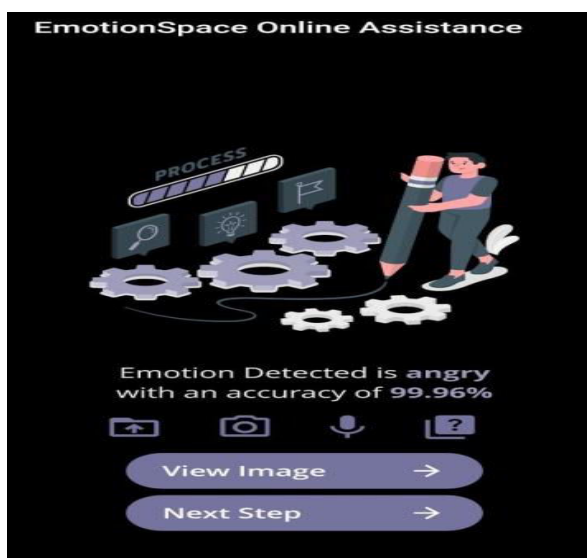 EmotionSpace Online Assistance
PROCESS
Emotion Detected is angry
with an accuracy of 99.96%
?
View Image
Next Step